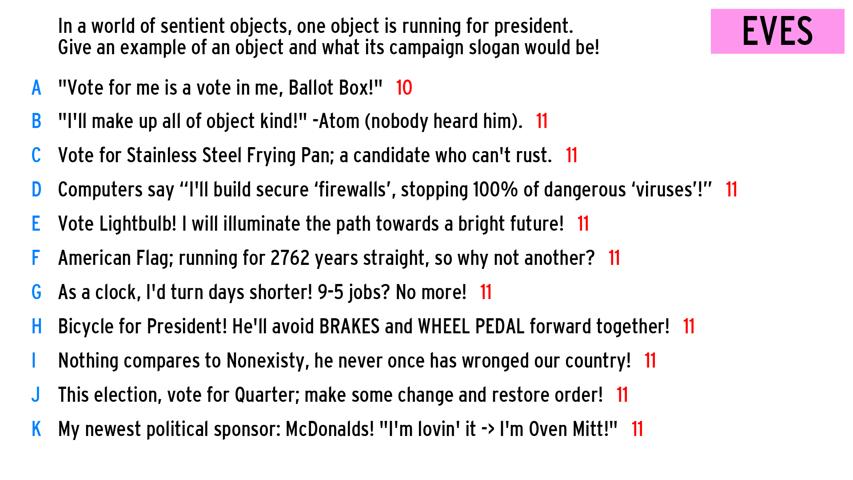 In a world of sentient objects, one object is running for president.
Give an example of an object and what its campaign slogan would be!
EVES
A "Vote for me is a vote in me, Ballot Box!" 10
B "I'll make up all of object kind!" -Atom (nobody heard him). 11
C Vote for Stainless Steel Frying Pan; a candidate who can't rust. 11
D Computers say “I'll build secure ‘firewalls’, stopping 100% of dangerous ‘viruses’!” 11
E Vote Lightbulb! I will illuminate the path towards a bright future! 11
F American Flag; running for 2762 years straight, so why not another? 11
G As a clock, I'd turn days shorter! 9-5 jobs? No more! 11
H Bicycle for President! He'll avoid BRAKES and WHEEL PEDAL forward together! 11
I Nothing compares to Nonexisty, he never once has wronged our country! 11
J This election, vote for Quarter; make some change and restore order! 11
K My newest political sponsor: McDonalds! "I'm lovin' it -> I'm Oven Mitt!" 11